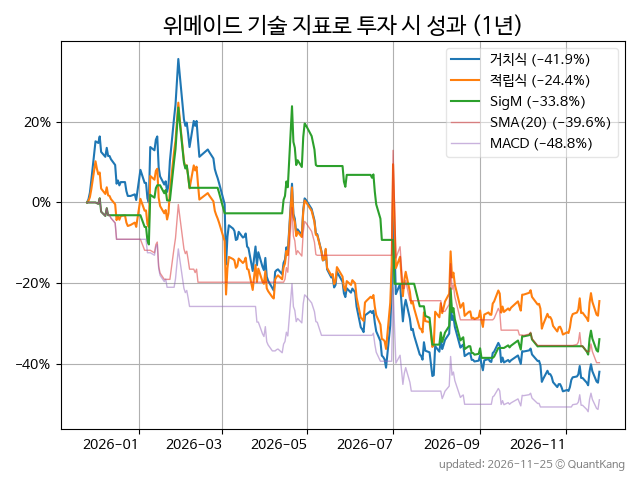 위메이드 기술 지표로 투자 시 성과 (1년)
거치식 (−41.9%)
적립식 (−24.4%)
SigM (−33.8%)
SMA(20) (−39.6%)
MACD (−48.8%)
20%
0%
−20%
−40%
2026-01 2026-03 2026-05 2026-07 2026-09 2026-11
updated: 2026-11-25 © QuantKang